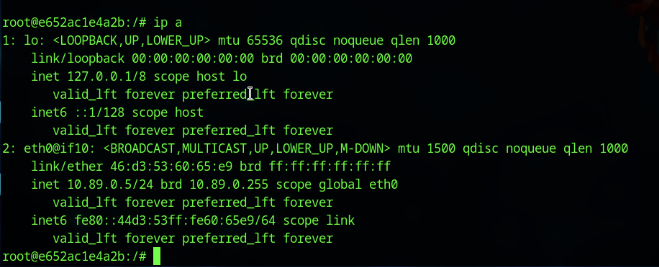 root@e652ac1e4a2b:/# ip a
1: lo: <LOOPBACK,UP,LOWER_UP> mtu 65536 qdisc noqueue qlen 1000
    link/loopback 00:00:00:00:00:00 brd 00:00:00:00:00:00
    inet 127.0.0.1/8 scope host lo
       valid_lft forever preferred_lft forever
    inet6 ::1/128 scope host
       valid_lft forever preferred_lft forever
2: eth0@if10: <BROADCAST,MULTICAST,UP,LOWER_UP,M-DOWN> mtu 1500 qdisc noqueue qlen 1000
    link/ether 46:d3:53:60:65:e9 brd ff:ff:ff:ff:ff:ff
    inet 10.89.0.5/24 brd 10.89.0.255 scope global eth0
       valid_lft forever preferred_lft forever
    inet6 fe80::44d3:53ff:fe60:65e9/64 scope link
       valid_lft forever preferred_lft forever
root@e652ac1e4a2b:/#